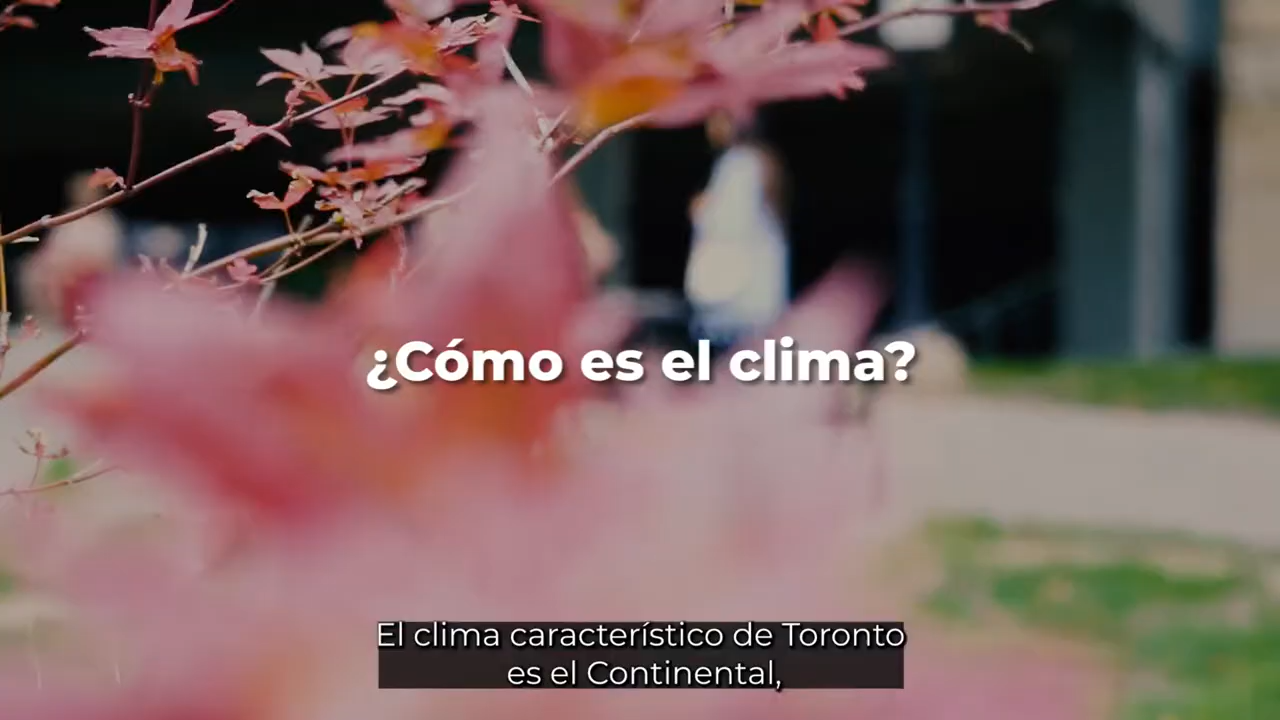 ¿Cómo es el clima?
El clima característico de Toronto
es el Continental,